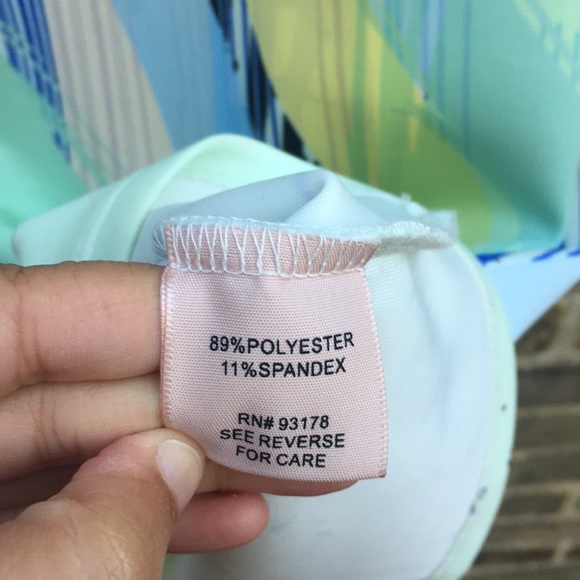 89%POLYESTER
11%SPANDEX
RN# 93178
SEE REVERSE
FOR CARE